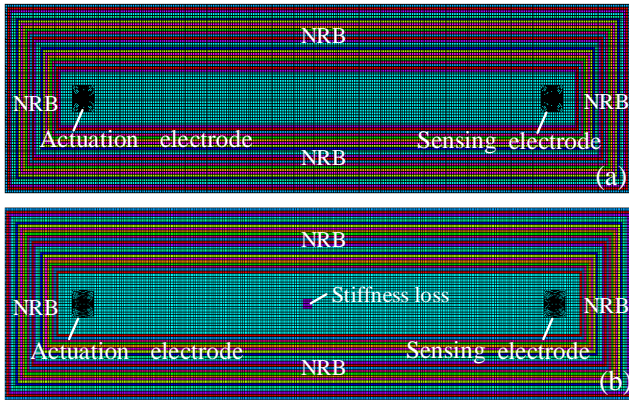 NRB
NRB NRB
Actuation electrode Sensing electrode
NRB
(a)
NRB
Stiffness loss
NRB NRB
Actuation electrode Sensing electrode
NRB
(b)